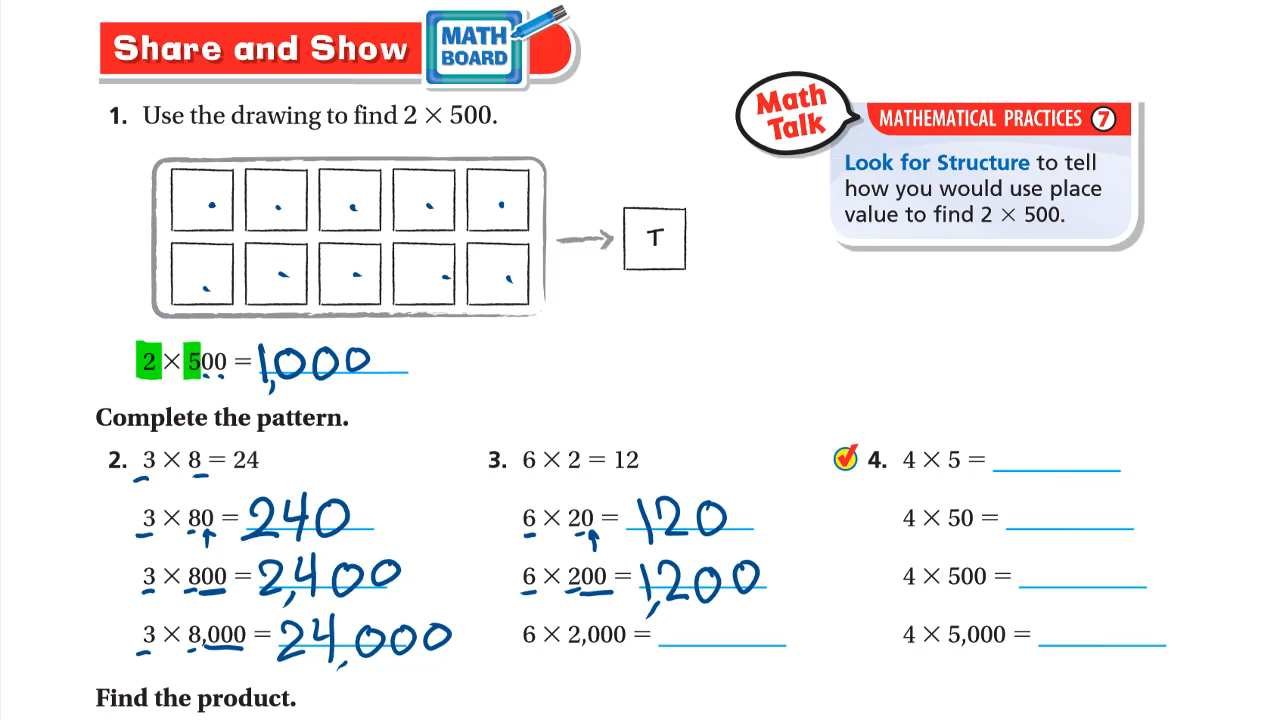 Share and Show
MATH
BOARD
1. Use the drawing to find 2 × 500.
T
2 × 500 = 1,000
Math
Talk
MATHEMATICAL PRACTICES 7
Look for Structure to tell
how you would use place
value to find 2 × 500.
Complete the pattern.
2. 3 × 8 = 24
3 × 80 = 240
3 × 800 = 2,400
3 × 8,000 = 24,000
3. 6 × 2 = 12
6 × 20 = 120
6 × 200 = 1,200
6 × 2,000 =
4. 4 × 5 =
4 × 50 =
4 × 500 =
4 × 5,000 =
Find the product.